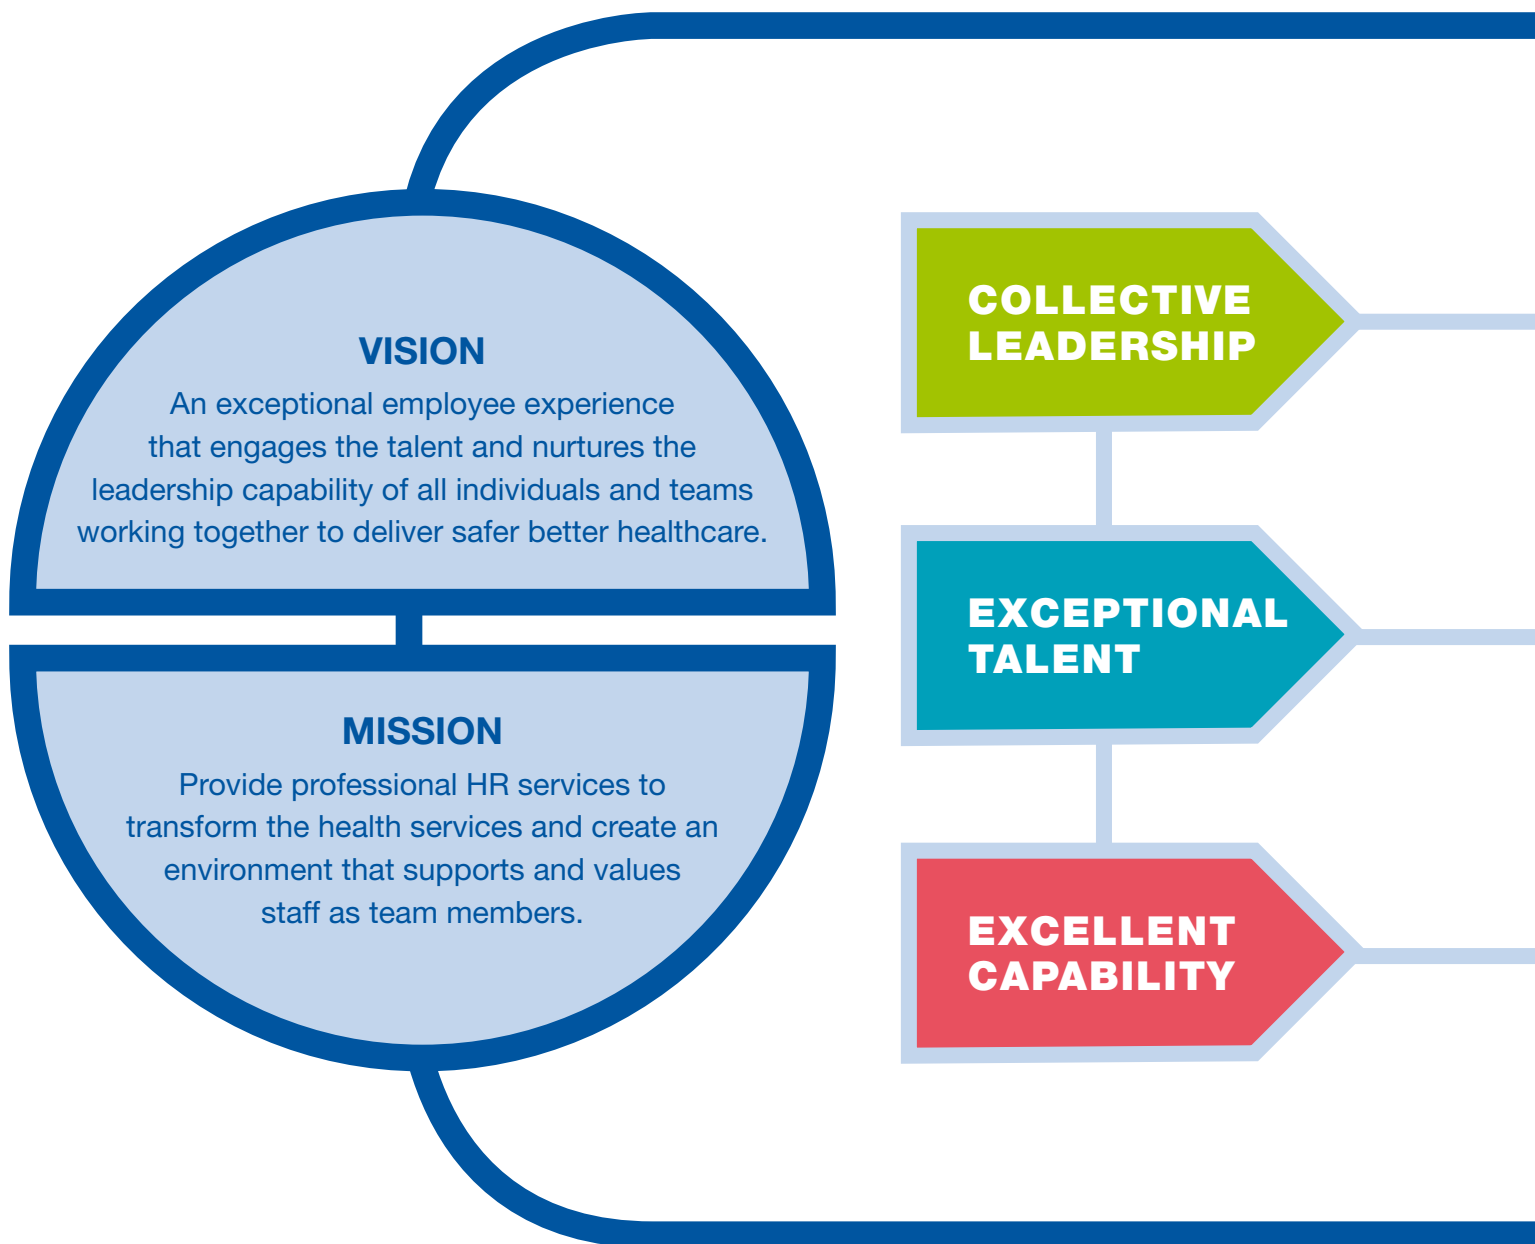 VISION
An exceptional employee experience
that engages the talent and nurtures the
leadership capability of all individuals and teams
working together to deliver safer better healthcare.
MISSION
Provide professional HR services to
transform the health services and create an
environment that supports and values
staff as team members.
COLLECTIVE
LEADERSHIP
EXCEPTIONAL
TALENT
EXCELLENT
CAPABILITY